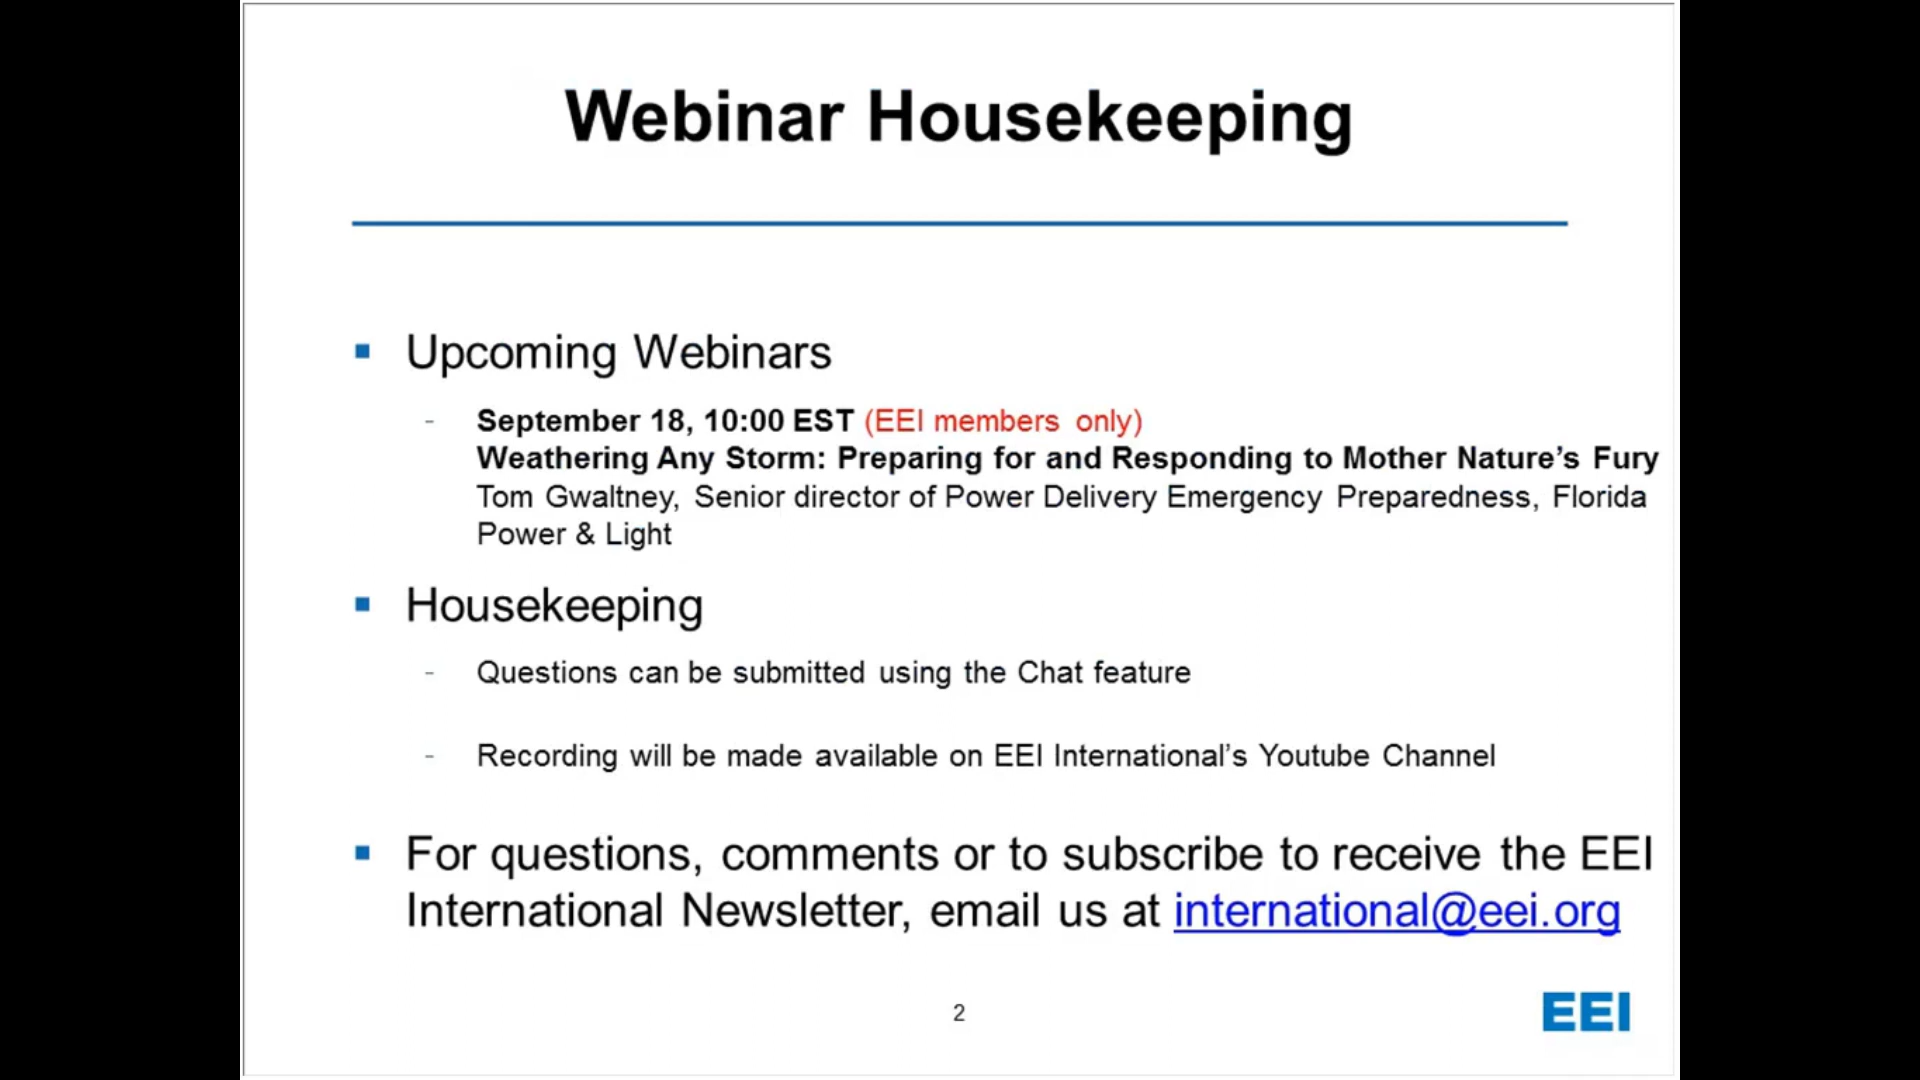 Webinar Housekeeping
▪ Upcoming Webinars
- September 18, 10:00 EST (EEI members only)
Weathering Any Storm: Preparing for and Responding to Mother Nature’s Fury
Tom Gwaltney, Senior director of Power Delivery Emergency Preparedness, Florida
Power & Light
▪ Housekeeping
- Questions can be submitted using the Chat feature
- Recording will be made available on EEI International’s Youtube Channel
▪ For questions, comments or to subscribe to receive the EEI
International Newsletter, email us at international@eei.org
2
EEI